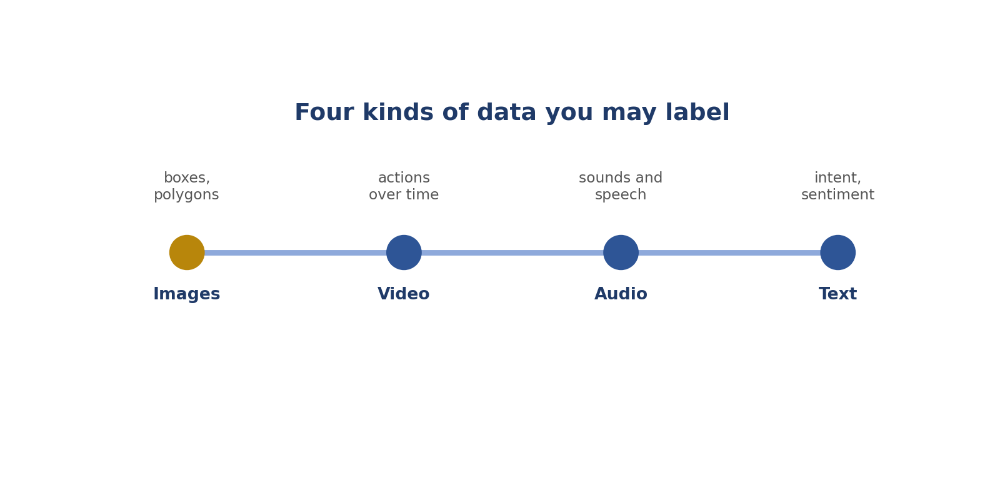 Four kinds of data you may label
boxes,
polygons
actions
over time
sounds and
speech
intent,
sentiment
Images
Video
Audio
Text